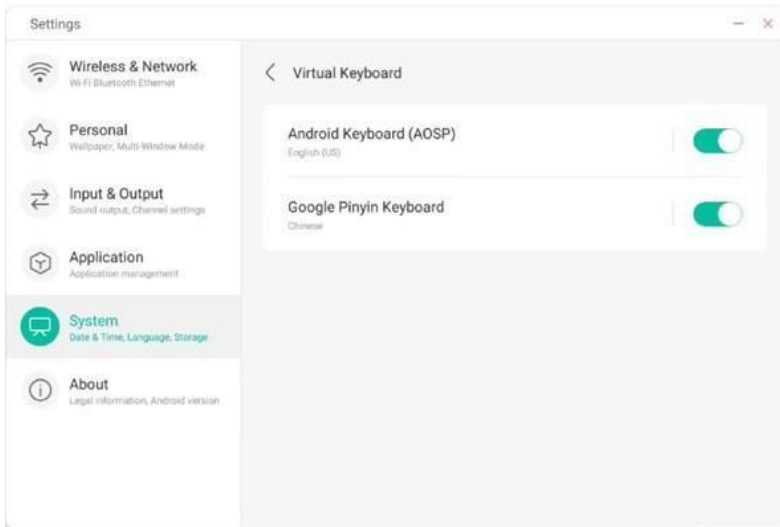 Settings
Wireless & Network
Wi-Fi Bluetooth Ethernet
Personal
Wallpaper, Multi-Window Mode
Input & Output
Sound output, Channel settings
Application
Application management
System
Date & Time, Language, Storage
About
Legal information, Android version
Virtual Keyboard
Android Keyboard (AOSP)
English (US)
Google Pinyin Keyboard
Chinese